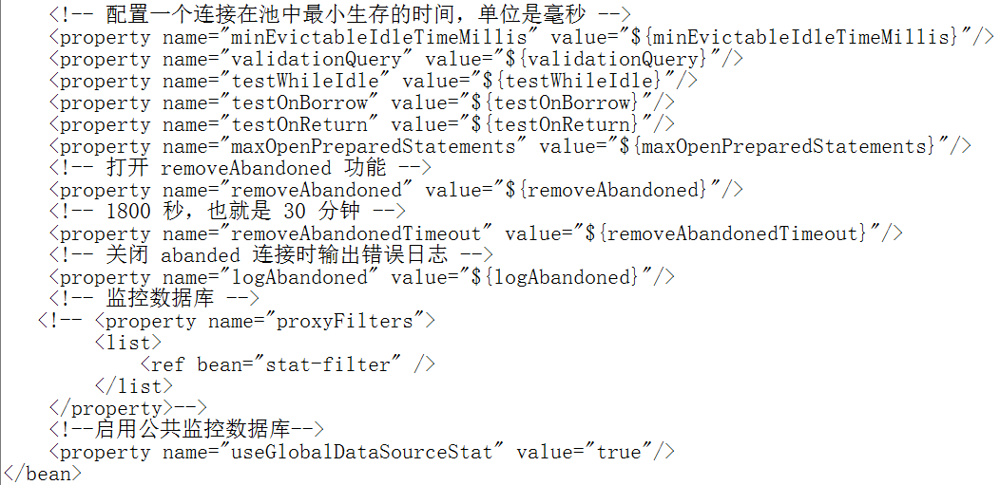 <!-- 配置一个连接在池中最小生存的时间，单位是毫秒 -->
<property name="minEvictableIdleTimeMillis" value="${minEvictableIdleTimeMillis}"/>
<property name="validationQuery" value="${validationQuery}"/>
<property name="testWhileIdle" value="${testWhileIdle}"/>
<property name="testOnBorrow" value="${testOnBorrow}"/>
<property name="testOnReturn" value="${testOnReturn}"/>
<property name="maxOpenPreparedStatements" value="${maxOpenPreparedStatements}"/>
<!-- 打开 removeAbandoned 功能 -->
<property name="removeAbandoned" value="${removeAbandoned}"/>
<!-- 1800 秒，也就是 30 分钟 -->
<property name="removeAbandonedTimeout" value="${removeAbandonedTimeout}"/>
<!-- 关闭 abanded 连接时输出错误日志 -->
<property name="logAbandoned" value="${logAbandoned}"/>
<!-- 监控数据库 -->
<!-- <property name="proxyFilters">
<list>
<ref bean="stat-filter" />
</list>
</property>-->
<!--启用公共监控数据库-->
<property name="useGlobalDataSourceStat" value="true"/>
</bean>